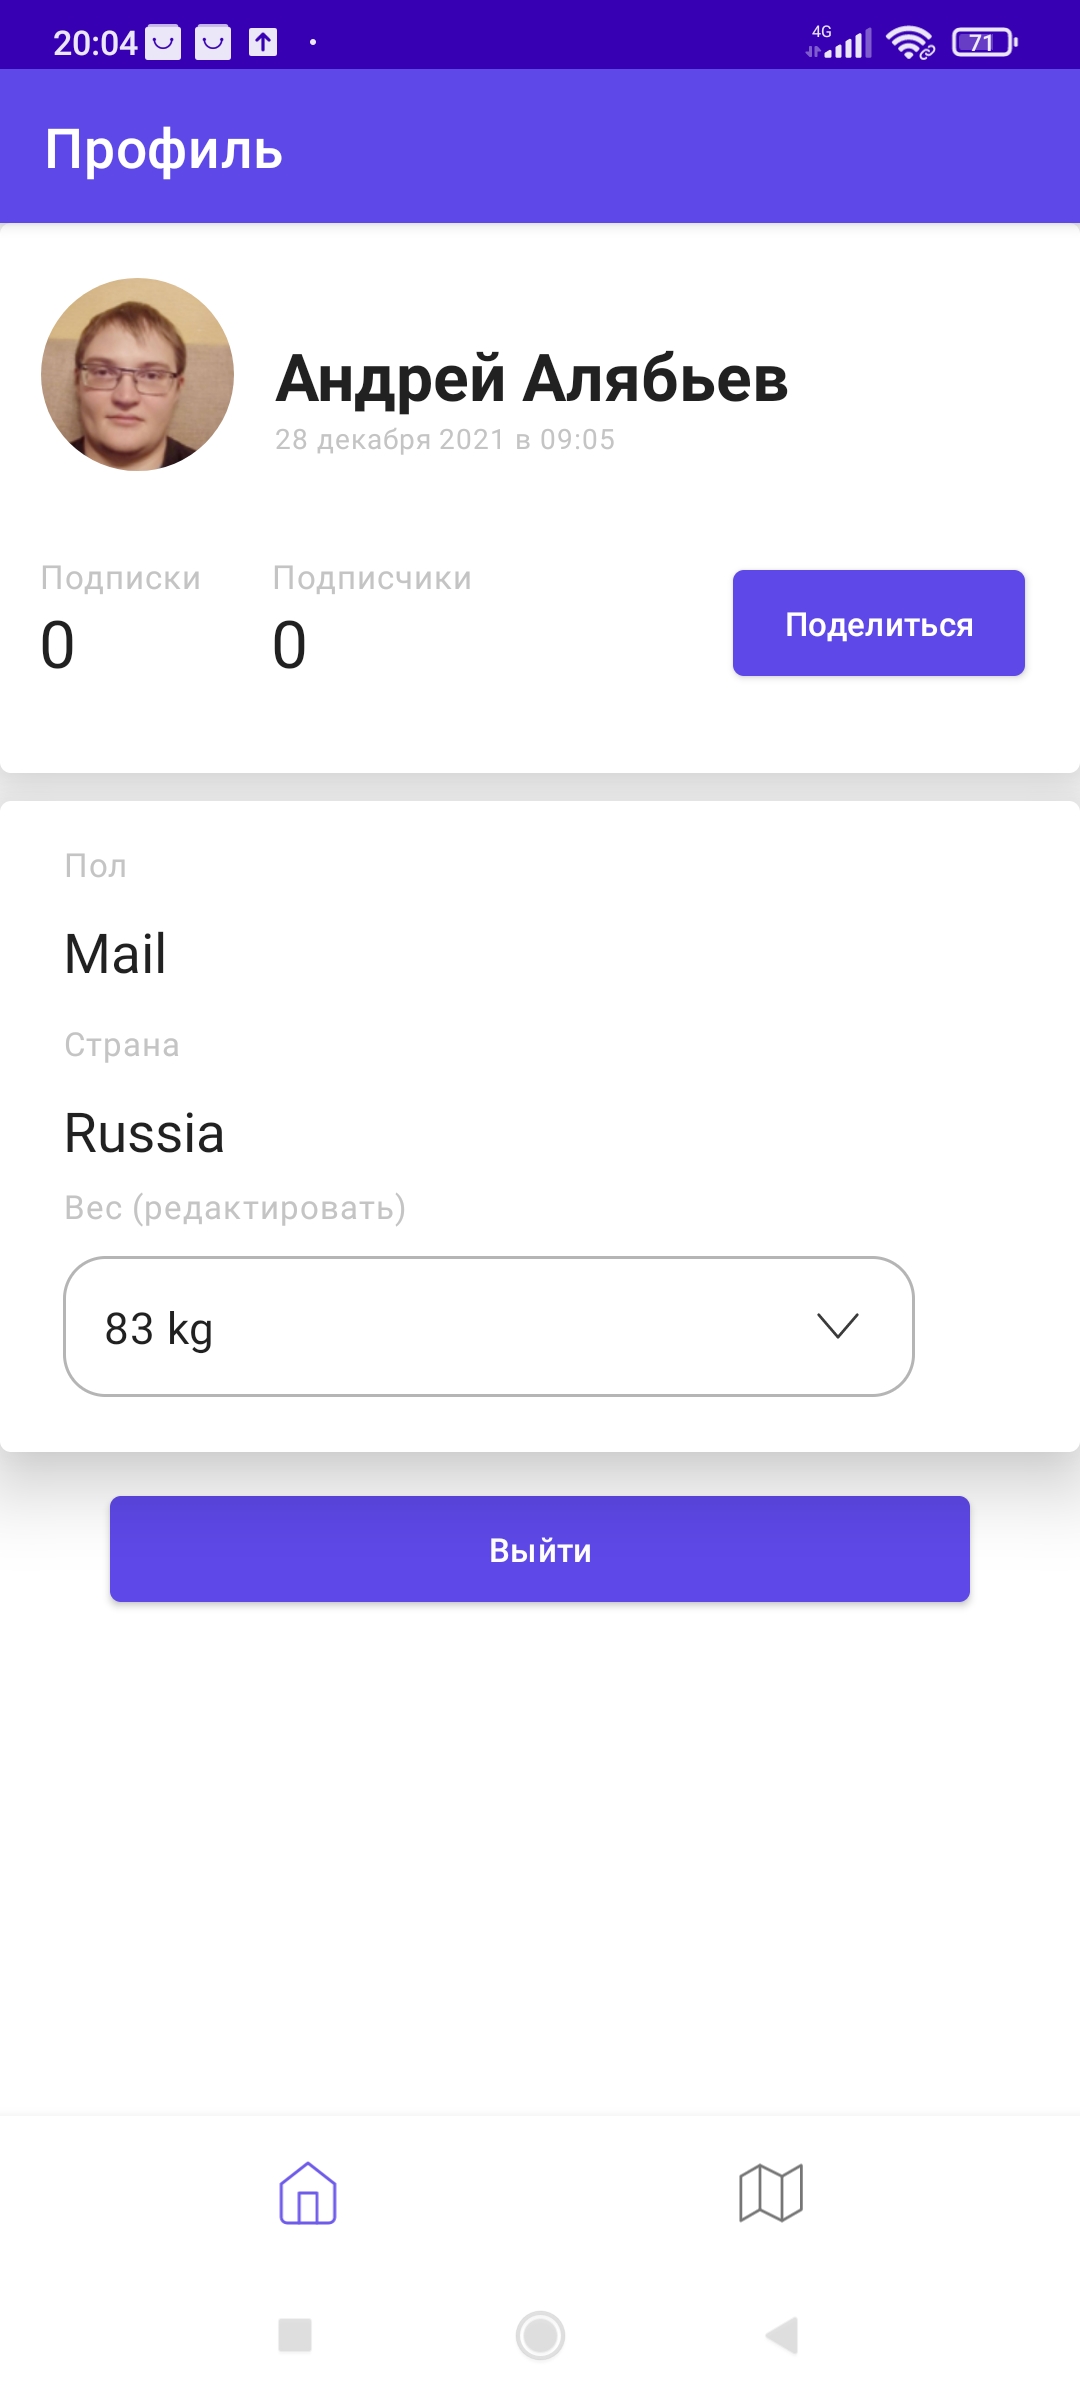 20:04
4G
71
Профиль
Андрей Алябьев
28 декабря 2021 в 09:05
Подписки
Подписчики
0
0
Поделиться
Пол
Mail
Страна
Russia
Вес (редактировать)
83 kg
Выйти